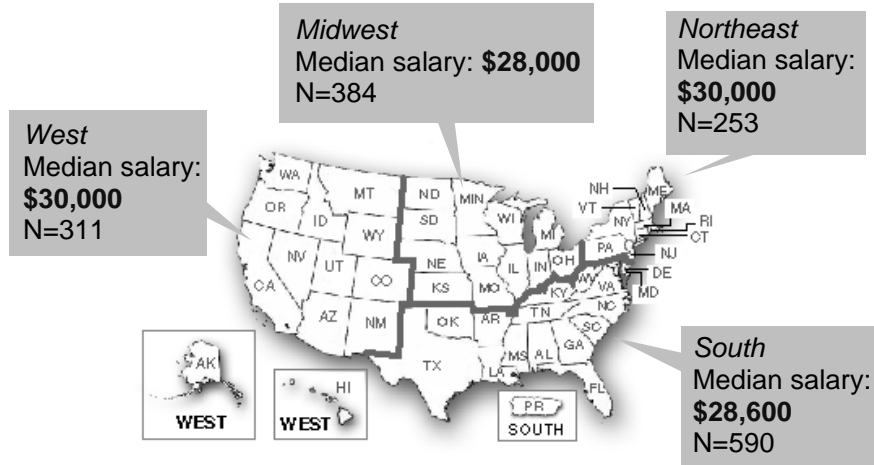 Midwest
Median salary: $28,000
N=384
Northeast
Median salary:
$30,000
N=253
West
Median salary:
$30,000
N=311
South
Median salary:
$28,600
N=590
WA
OR
CA
NV
ID
MT
WY
UT
CO
AZ
NM
ND
SD
NE
KS
MIN
IA
MO
WI
IL
MI
IN
OH
OK
TX
AR
LA
MS
AL
TN
KY
GA
FL
SC
NC
VA
WV
PA
NY
VT
NH
ME
MA
RI
CT
NJ
DE
MD
AK
WEST
HI
WEST
PR
SOUTH